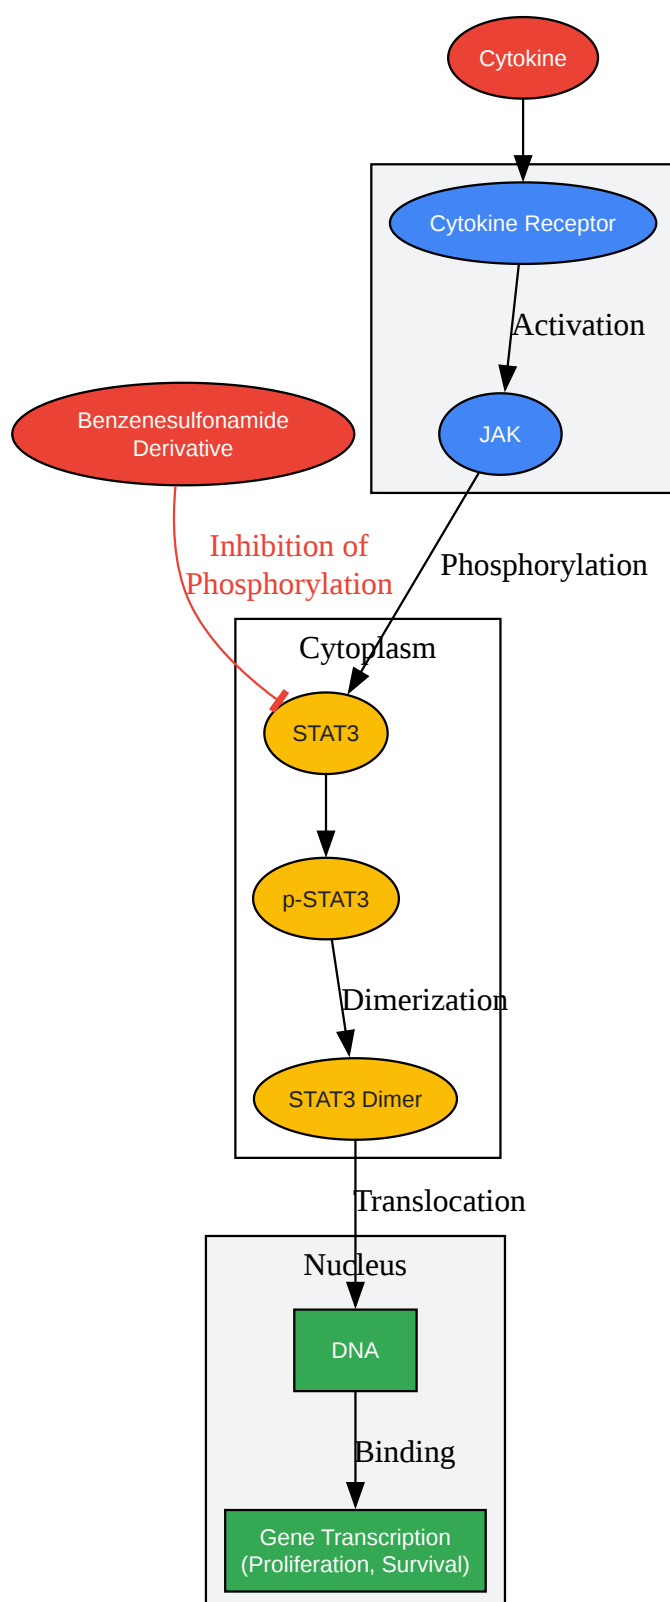 Cytokine
Cytokine Receptor
Activation
JAK
Benzenesulfonamide
Derivative
Inhibition of
Phosphorylation
Phosphorylation
Cytoplasm
STAT3
p-STAT3
Dimerization
STAT3 Dimer
Translocation
Nucleus
DNA
Binding
Gene Transcription
(Proliferation, Survival)